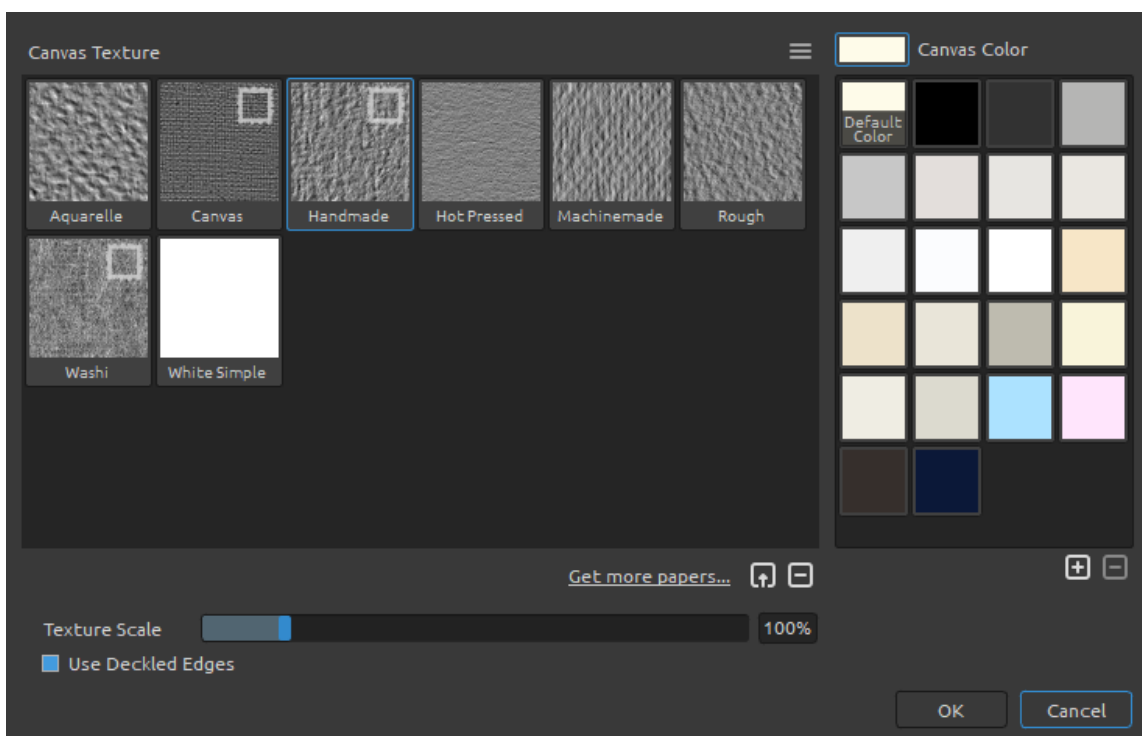 Canvas Texture
Canvas Color
Default
Color
Aquarelle
Canvas
Handmade
Hot Pressed
Machinemade
Rough
Washi
White Simple
Get more papers...
Texture Scale
100%
Use Deckled Edges
OK
Cancel